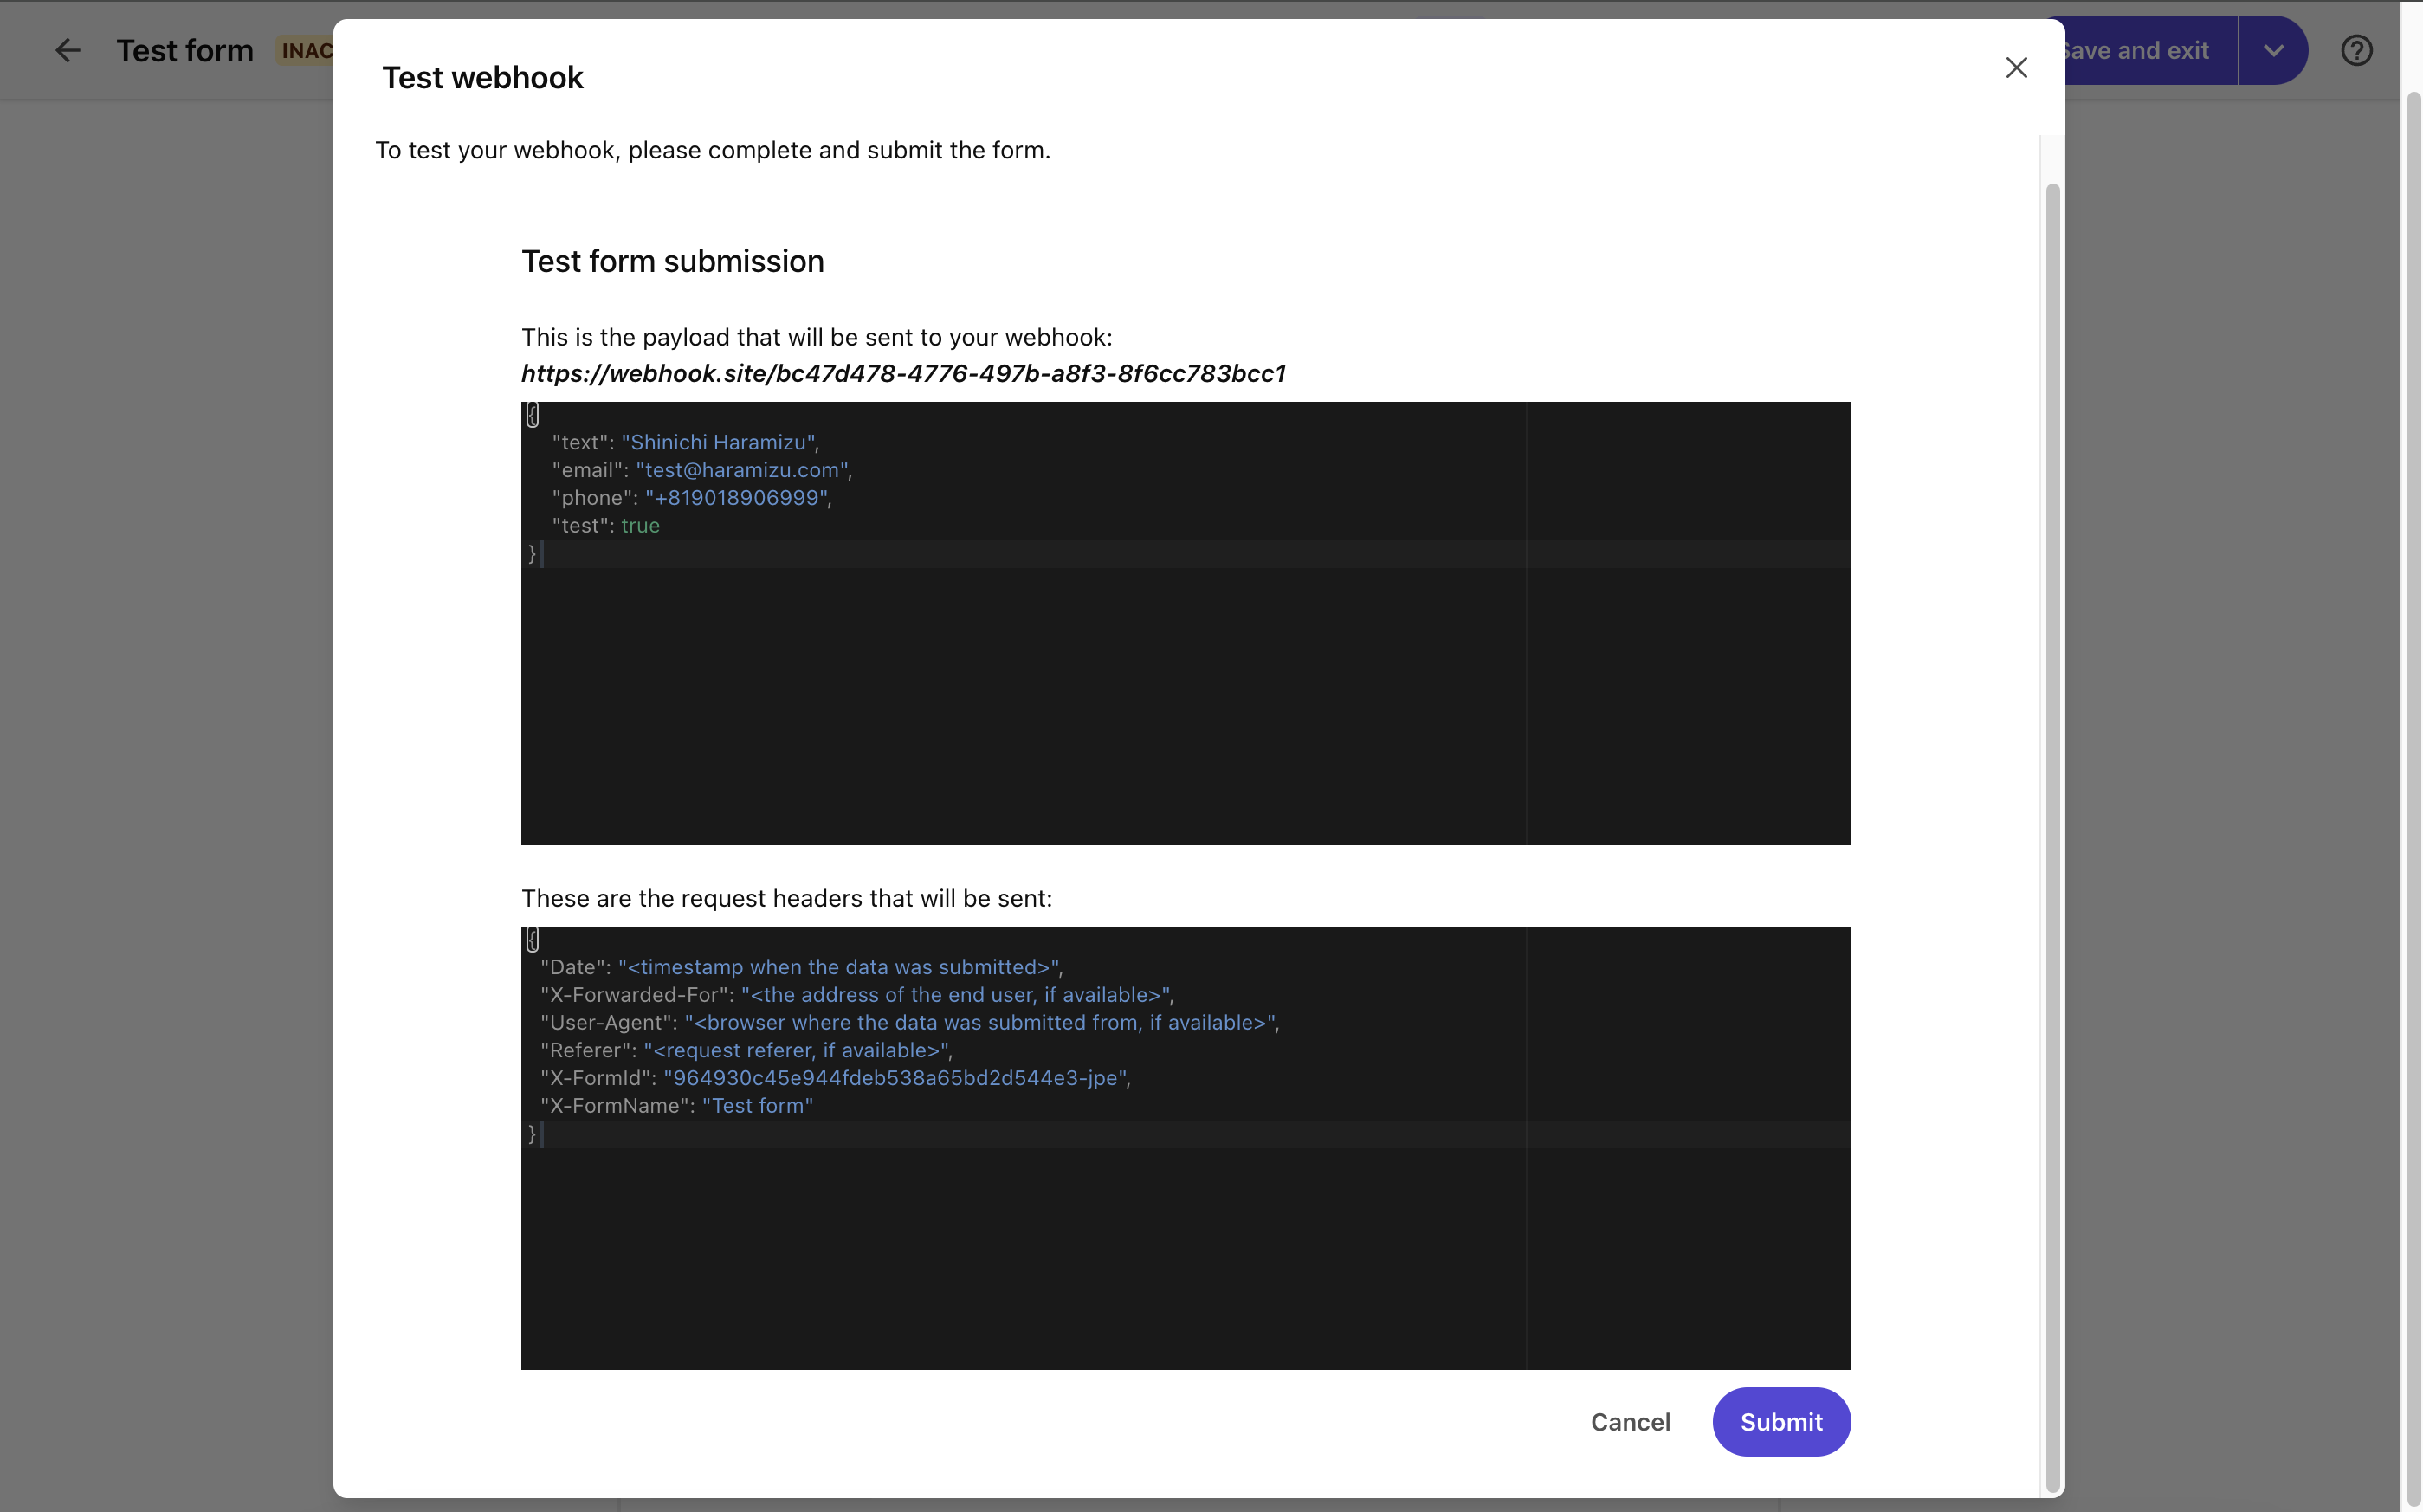 Test form INAC
Save and exit
Test webhook
To test your webhook, please complete and submit the form.
Test form submission
This is the payload that will be sent to your webhook:
https://webhook.site/bc47d478-4776-497b-a8f3-8f6cc783bcc1
{
"text": "Shinichi Haramizu",
"email": "test@haramizu.com",
"phone": "+819018906999",
"test": true
}
These are the request headers that will be sent:
{
"Date": "<timestamp when the data was submitted>",
"X-Forwarded-For": "<the address of the end user, if available>",
"User-Agent": "<browser where the data was submitted from, if available>",
"Referer": "<request referer, if available>",
"X-FormId": "964930c45e944fdeb538a65bd2d544e3-jpe",
"X-FormName": "Test form"
}
Cancel
Submit